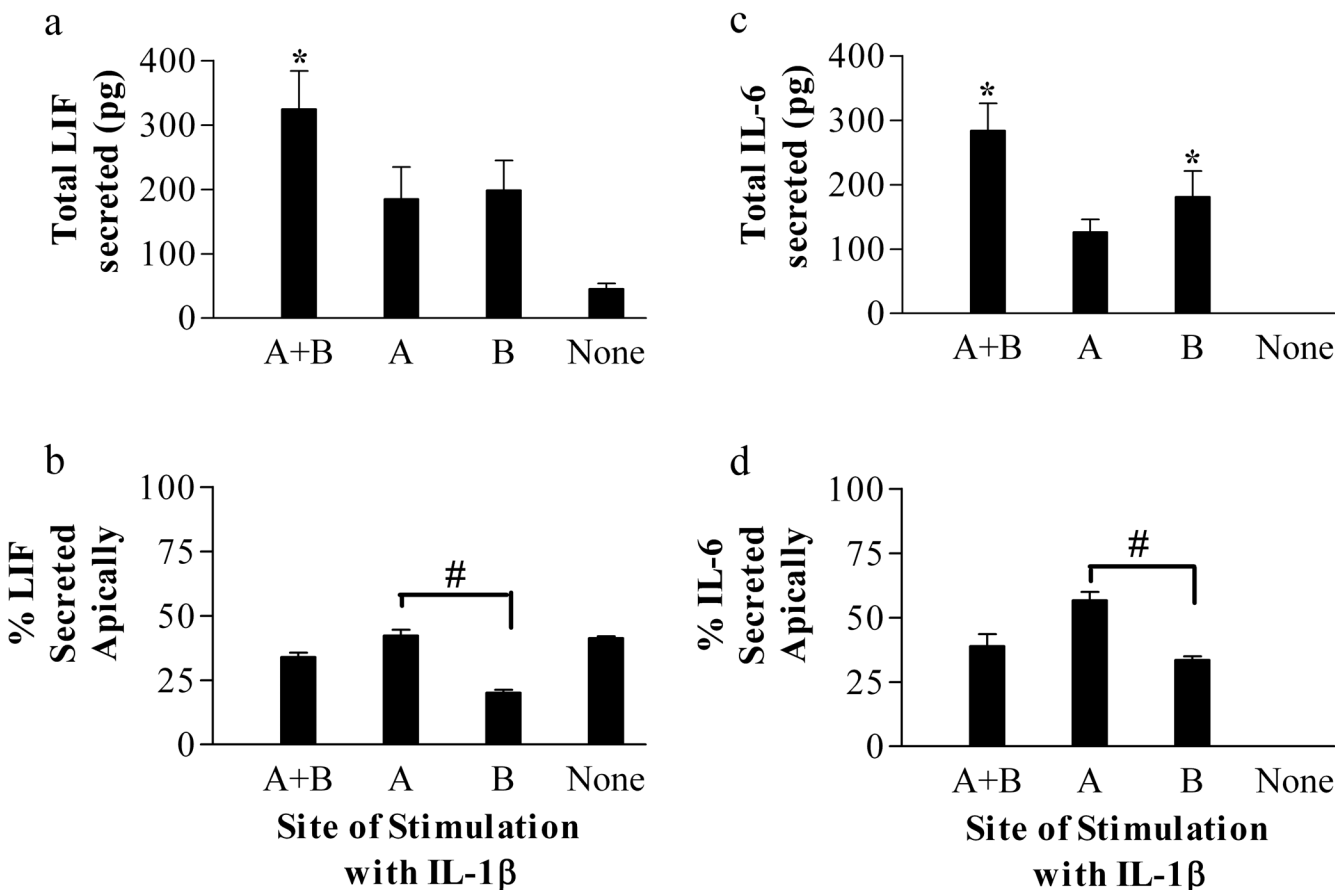 a
Total LIF
secreted (pg)
400
300
200
100
0
*
A+B A B None
c
Total IL-6
secreted (pg)
400
300
200
100
0
*
*
A+B A B None
b
% LIF
Secreted
Apically
100
75
50
25
0
#
A+B A B None
Site of Stimulation
with IL-1β
d
% IL-6
Secreted
Apically
100
75
50
25
0
#
A+B A B None
Site of Stimulation
with IL-1β